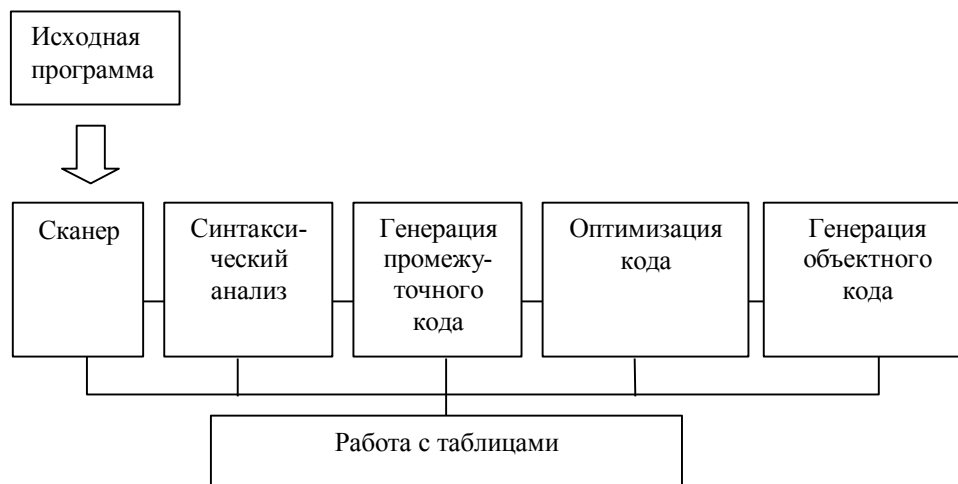 Исходная
программа
Сканер
Синтакси-
ческий
анализ
Генерация
промежу-
точного
кода
Оптимизация
кода
Генерация
объектного
кода
Работа с таблицами